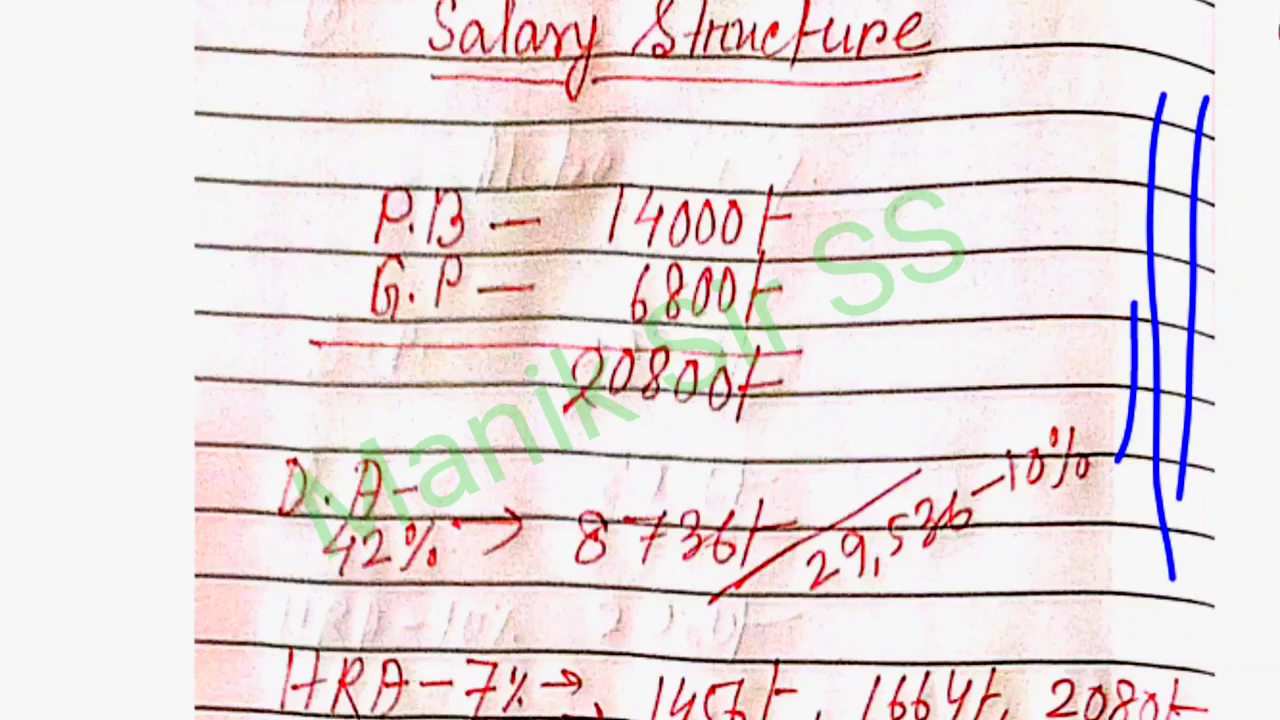 Salary Structure
P.B — 14000/-
G.P — 6800/-
20800/-
D.A-
42% → 8736/- 29,536 -10%
HRA - 7% → 1456/-, 1664/-, 2080/-
Manik Sir SS